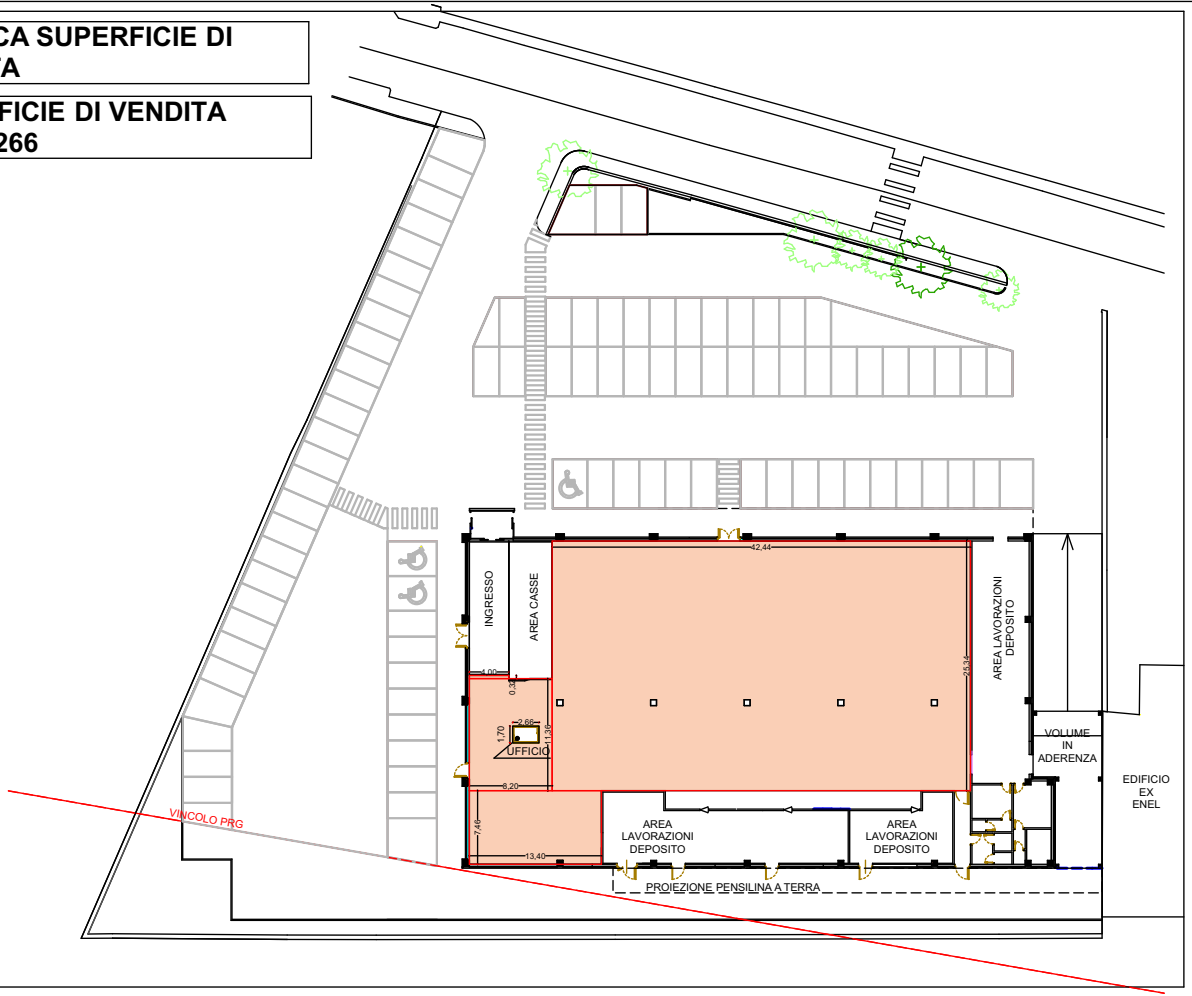 CA SUPERFICIE DI
TA
FICIE DI VENDITA
266
42,44
INGRESSO
AREA CASSE
AREA LAVORAZIONI
DEPOSITO
25,34
4,00
0,32
2,66
1,70
11,36
UFFICIO
8,20
VOLUME
IN
ADERENZA
EDIFICIO
EX
ENEL
VINCOLO PRG
7,46
13,40
AREA
LAVORAZIONI
DEPOSITO
AREA
LAVORAZIONI
DEPOSITO
PROIEZIONE PENSILINA A TERRA